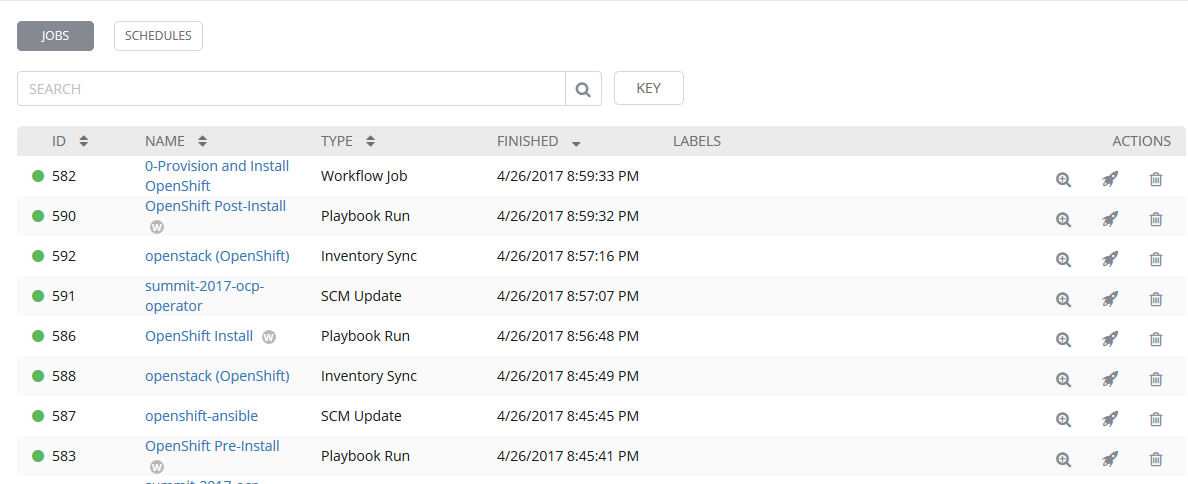 JOBS SCHEDULES
SEARCH KEY
ID NAME TYPE FINISHED LABELS ACTIONS
582 0-Provision and Install OpenShift Workflow Job 4/26/2017 8:59:33 PM
590 OpenShift Post-Install W Playbook Run 4/26/2017 8:59:32 PM
592 openstack (OpenShift) Inventory Sync 4/26/2017 8:57:16 PM
591 summit-2017-ocp-operator SCM Update 4/26/2017 8:57:07 PM
586 OpenShift Install W Playbook Run 4/26/2017 8:56:48 PM
588 openstack (OpenShift) Inventory Sync 4/26/2017 8:45:49 PM
587 openshift-ansible SCM Update 4/26/2017 8:45:45 PM
583 OpenShift Pre-Install W Playbook Run 4/26/2017 8:45:41 PM